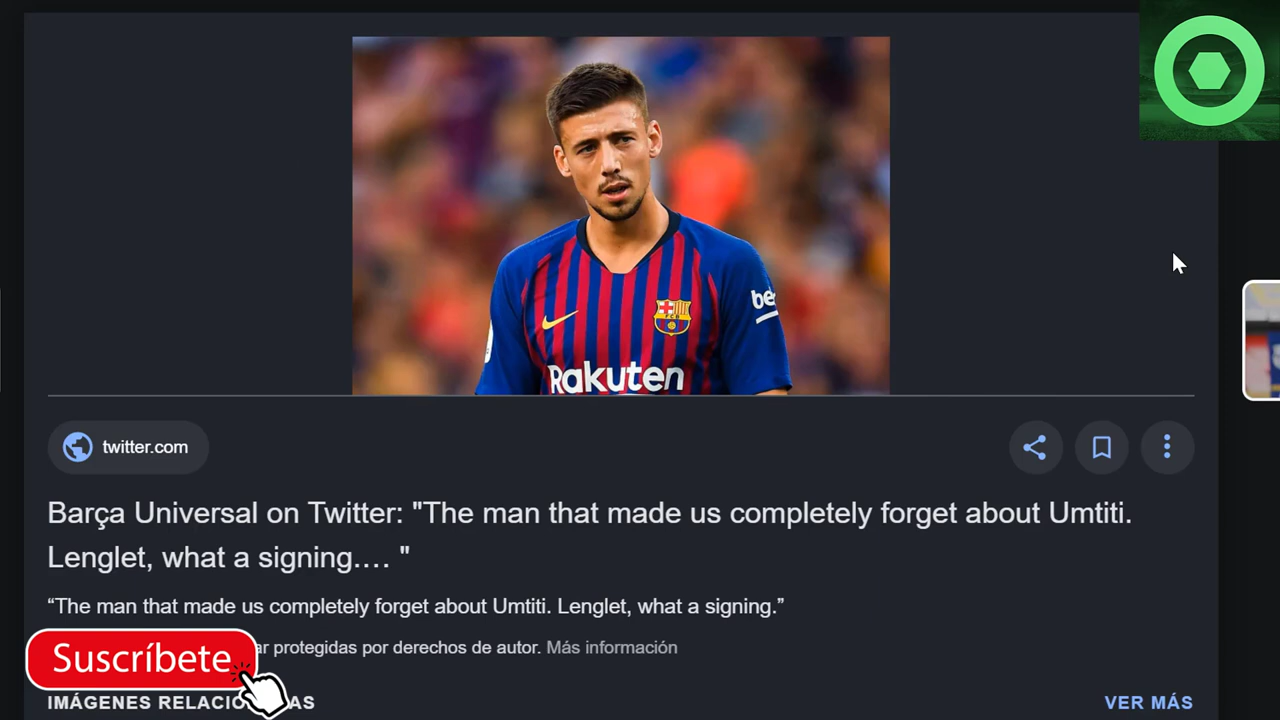 be
Rakuten
twitter.com
Barça Universal on Twitter: "The man that made us completely forget about Umtiti.
Lenglet, what a signing.... "
“The man that made us completely forget about Umtiti. Lenglet, what a signing.”
ar protegidas por derechos de autor. Más información
Suscríbete
IMÁGENES RELACIO AS
VER MÁS